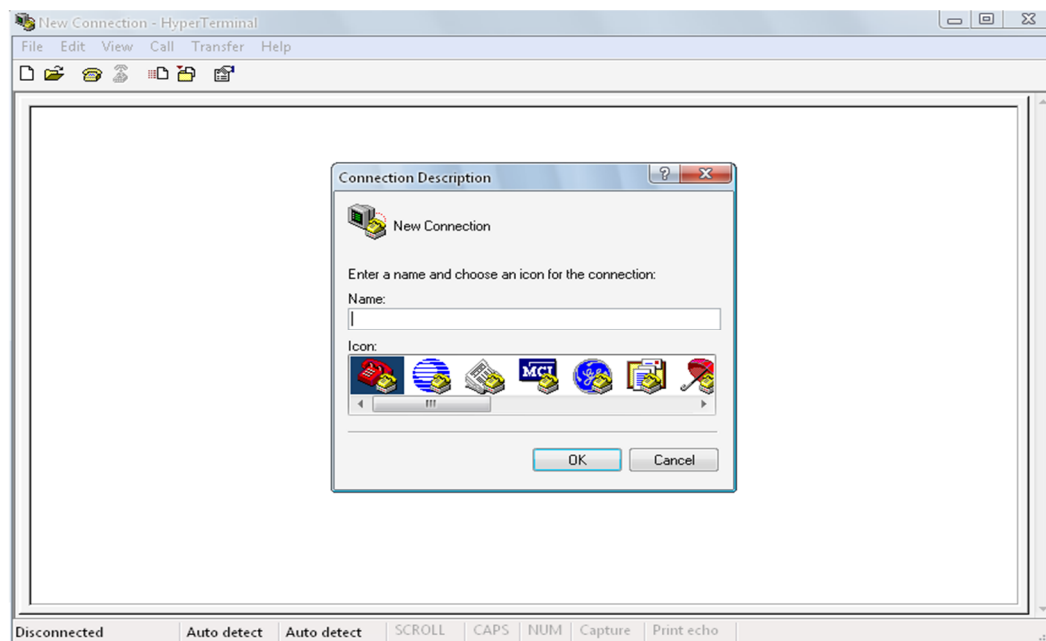 New Connection - HyperTerminal
File Edit View Call Transfer Help
Connection Description
New Connection
Enter a name and choose an icon for the connection:
Name:
Icon:
MCI
OK Cancel
Disconnected Auto detect Auto detect SCROLL CAPS NUM Capture Print echo